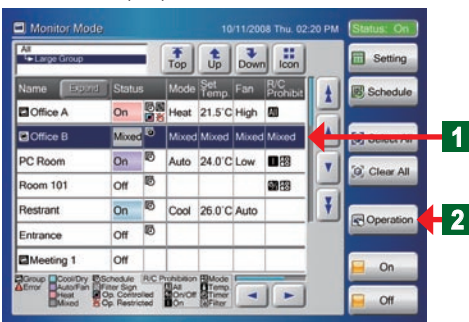 Monitor Mode 10/11/2008 Thu. 02:20 PM Status: On
All
Large Group
Top Up Down Icon
Setting
Name Expand Status Mode Set Temp. Fan R/C Prohibit
Schedule
Office A On Heat 21.5°C High All
Office B Mixed Mixed Mixed Mixed Mixed
1
Select All
PC Room On Auto 24.0°C Low
Clear All
Room 101 Off
Restrant On Cool 26.0°C Auto
Operation
2
Entrance Off
Meeting 1 Off
On
Group Cool/Dry Schedule R/C Prohibition Mode
Error Auto/Fan Filter Sign All Temp.
Heat Op. Controlled On/Off Timer
Mixed Op. Restricted On Filter
Off